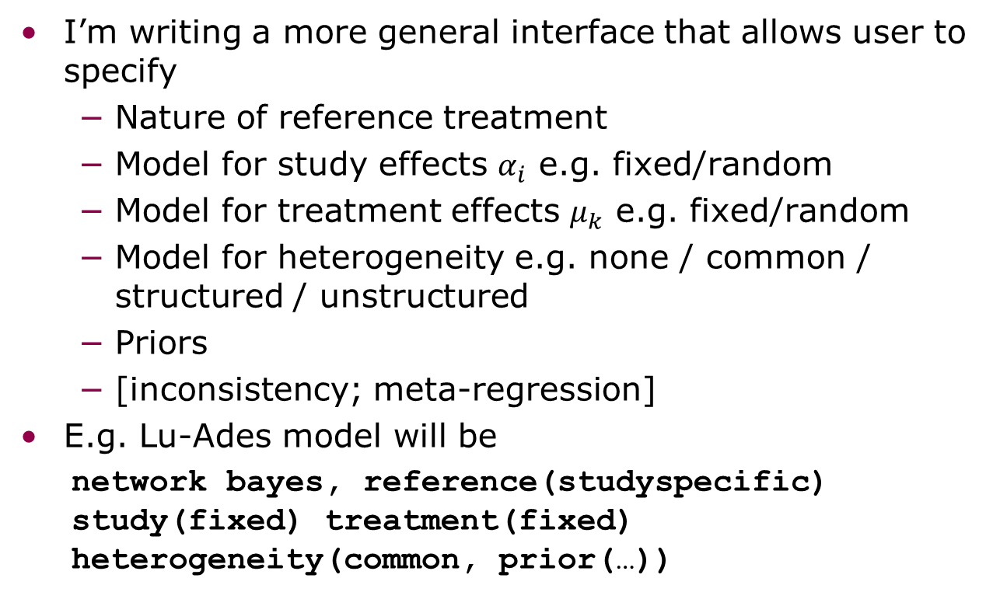 • I’m writing a more general interface that allows user to
specify
– Nature of reference treatment
– Model for study effects αᵢ e.g. fixed/random
– Model for treatment effects μₖ e.g. fixed/random
– Model for heterogeneity e.g. none / common /
structured / unstructured
– Priors
– [inconsistency; meta-regression]
• E.g. Lu-Ades model will be
network bayes, reference(studyspecific)
study(fixed) treatment(fixed)
heterogeneity(common, prior(…))